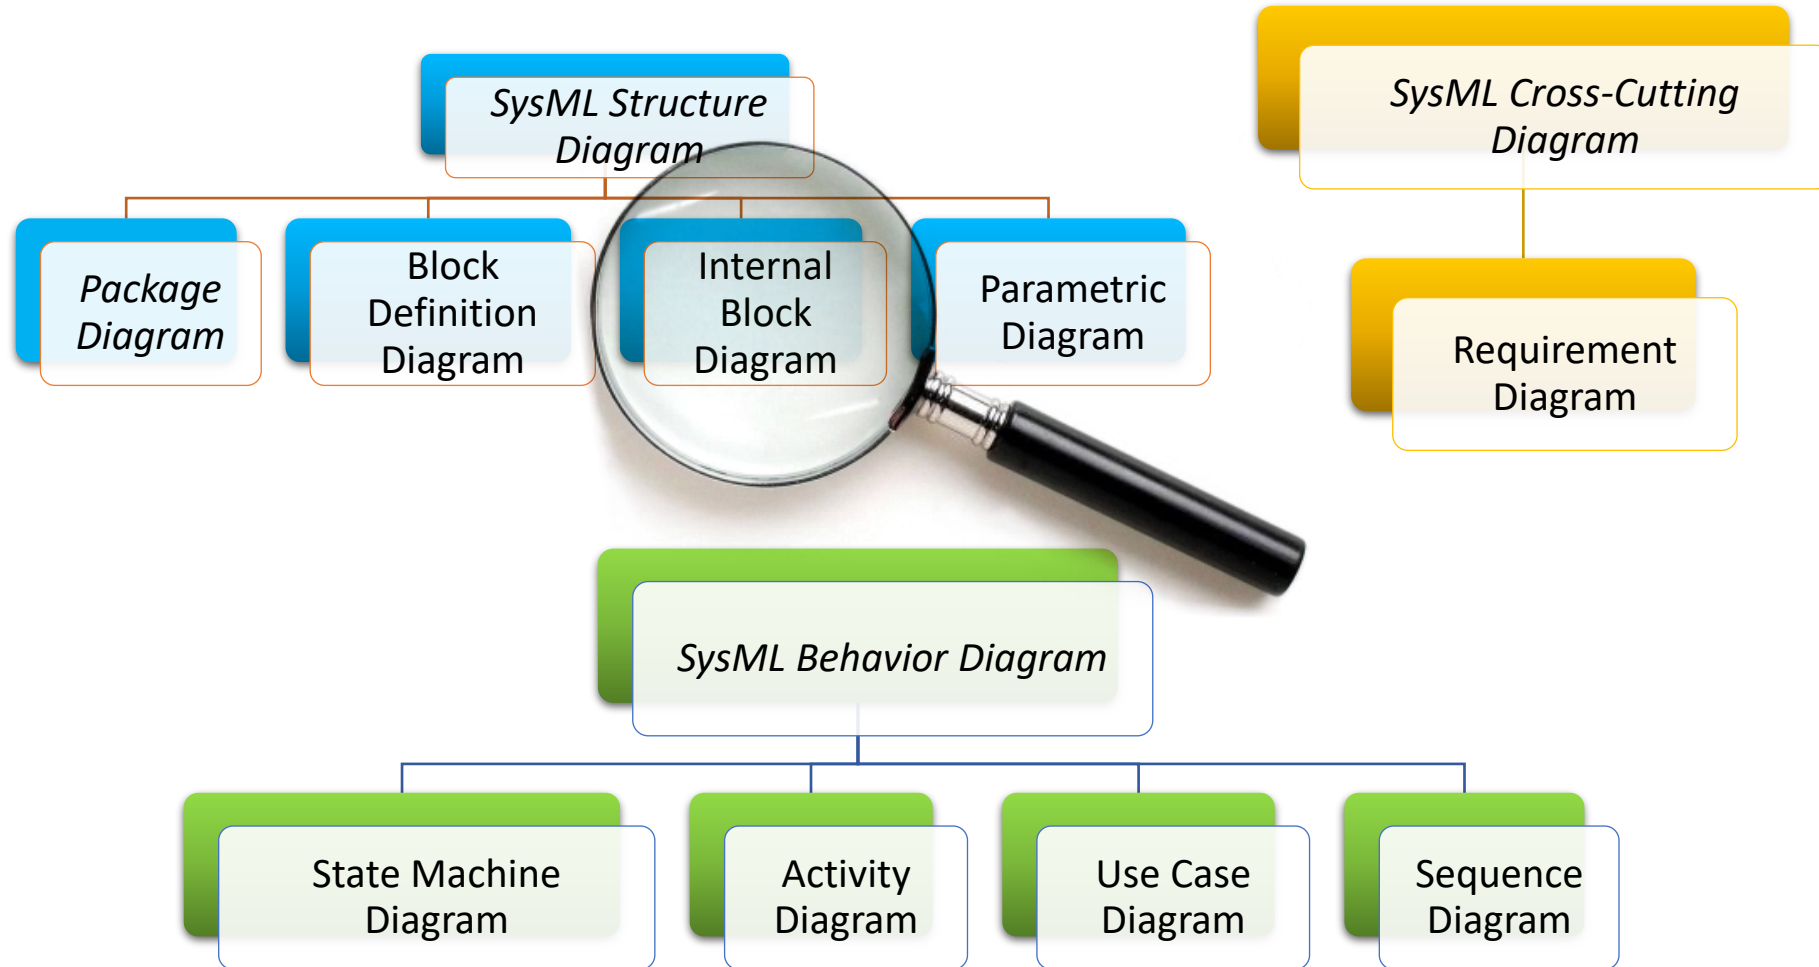 SysML Structure
Diagram
SysML Cross-Cutting
Diagram
Package
Diagram
Block
Definition
Diagram
Internal
Block
Diagram
Parametric
Diagram
Requirement
Diagram
SysML Behavior Diagram
State Machine
Diagram
Activity
Diagram
Use Case
Diagram
Sequence
Diagram